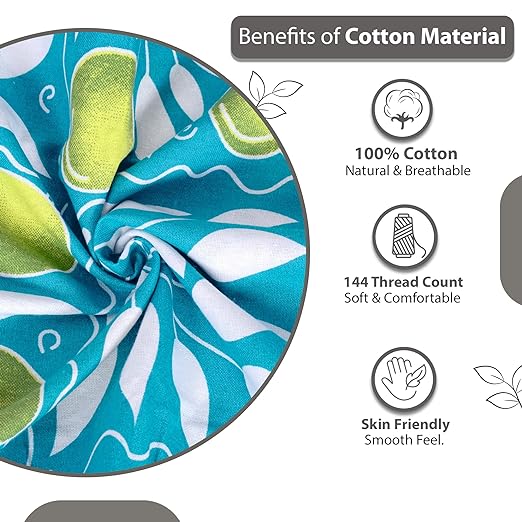 Benefits of Cotton Material
100% Cotton
Natural & Breathable
144 Thread Count
Soft & Comfortable
Skin Friendly
Smooth Feel.